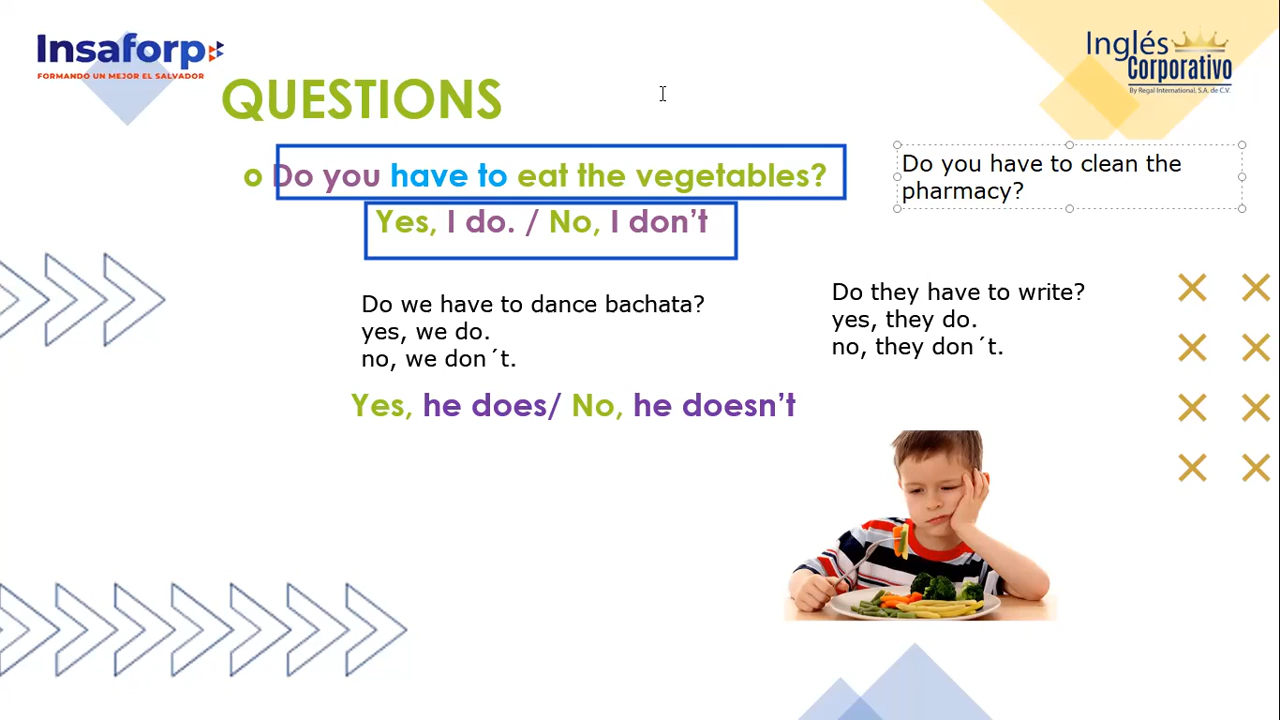 Insaforp
FORMANDO UN MEJOR EL SALVADOR
Inglés
Corporativo
By Regal International, S.A. de C.V.
QUESTIONS
Do you have to eat the vegetables?
Yes, I do. / No, I don't
Do you have to clean the
pharmacy?
Do we have to dance bachata?
yes, we do.
no, we don´t.
Do they have to write?
yes, they do.
no, they don´t.
Yes, he does/ No, he doesn't